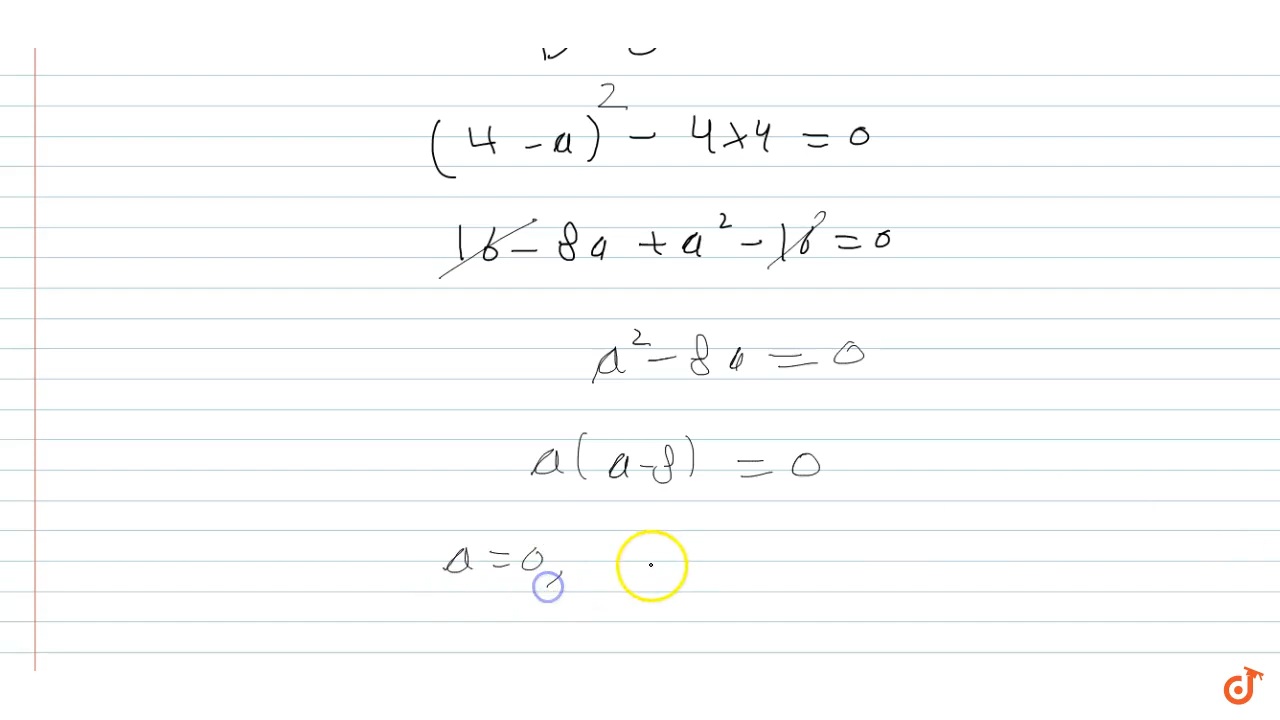 (4 - a)² - 4×4 = 0
16 - 8a + a² - 16 = 0
a² - 8a = 0
a(a-8) = 0
a = 0,